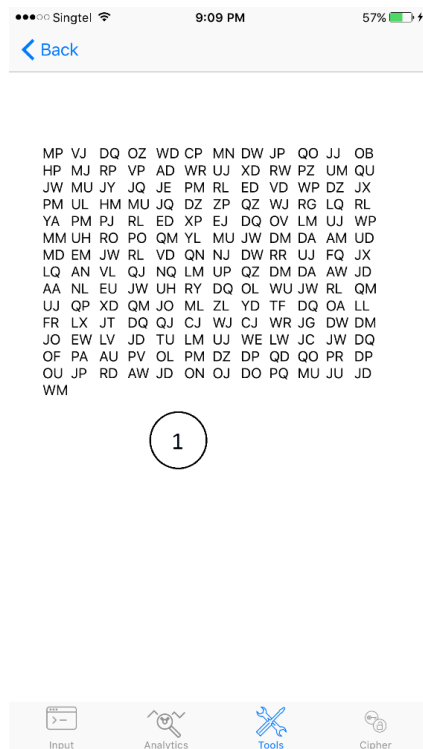 Singtel 9:09 PM 57%
Back
MP VJ DQ OZ WD CP MN DW JP QO JJ OB
HP MJ RP VP AD WR UJ XD RW PZ UM QU
JW MU JY JQ JE PM RL ED VD WP DZ JX
PM UL HM MU JQ DZ ZP QZ WJ RG LQ RL
YA PM PJ RL ED XP EJ DQ OV LM UJ WP
MM UH RO PO QM YL MU JW DM DA AM UD
MD EM JW RL VD QN NJ DW RR UJ FQ JX
LQ AN VL QJ NQ LM UP QZ DM DA AW JD
AA NL EU JW UH RY DQ OL WU JW RL QM
UJ QP XD QM JO ML ZL YD TF DQ OA LL
FR LX JT DQ QJ CJ WJ CJ WR JG DW DM
JO EW LV JD TU LM UJ WE LW JC JW DQ
OF PA AU PV OL PM DZ DP QD QO PR DP
OU JP RD AW JD ON OJ DO PQ MU JU JD
WM
1
Input Analytics Tools Cipher